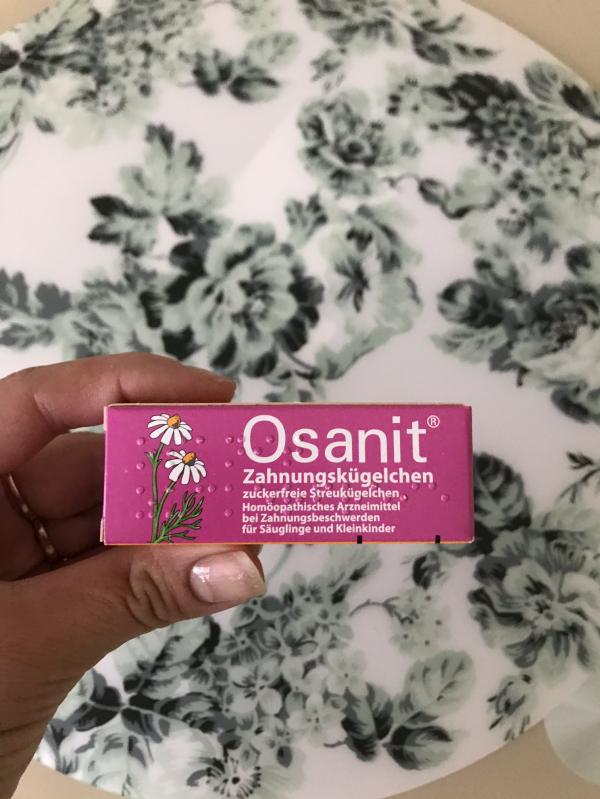 Osanit®
Zahnungskügelchen
zuckerfreie Streukügelchen
Homöopathisches Arzneimittel
bei Zahnungsbeschwerden
für Säuglinge und Kleinkinder